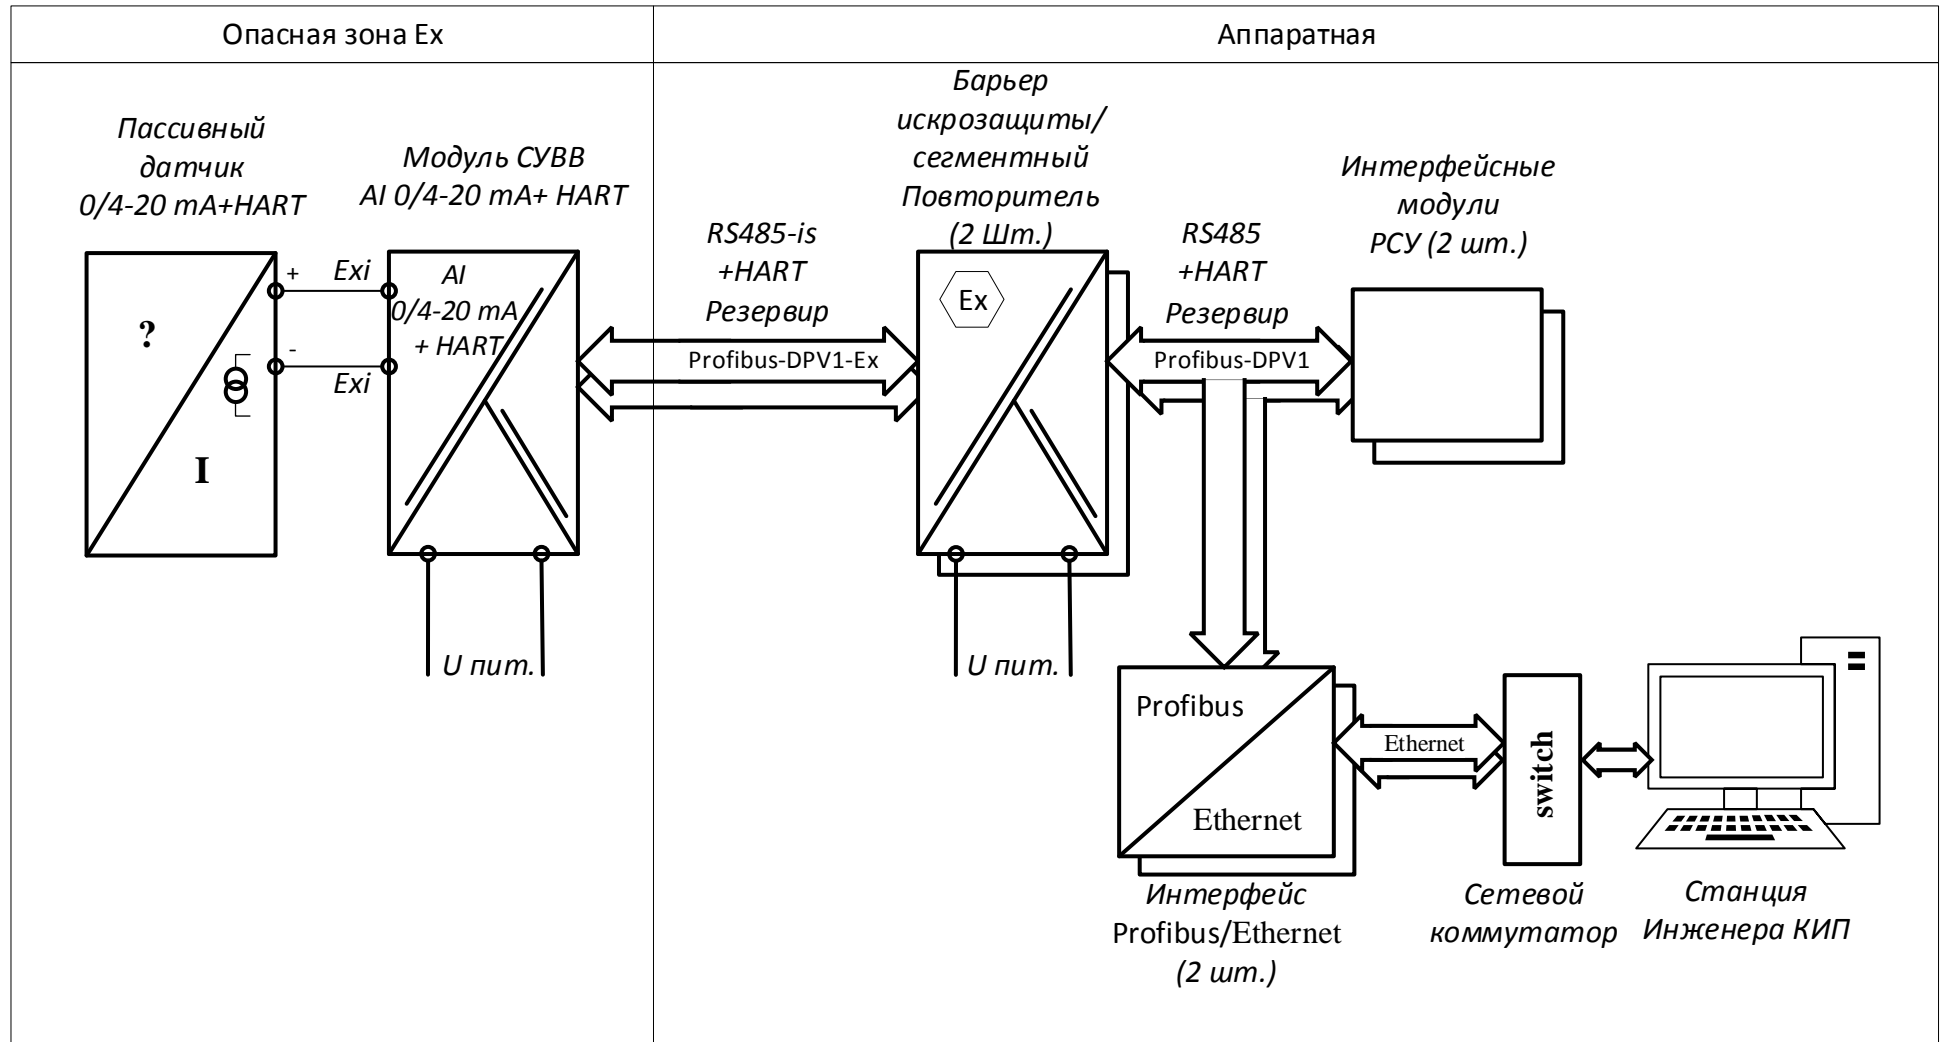 Опасная зона Ex
Аппаратная
Пассивный
датчик
0/4-20 mA+HART
Модуль СУВВ
AI 0/4-20 mA+ HART
Барьер
искрозащиты/
сегментный
Повторитель
(2 Шт.)
Интерфейсные
модули
РСУ (2 шт.)
RS485-is
+HART
Резервир
RS485
+HART
Резервир
?
I
+
Exi
-
Exi
AI
0/4-20 mA
+ HART
Profibus-DPV1-Ex
Ex
Profibus-DPV1
U пит.
U пит.
Profibus
Ethernet
Ethernet
switch
Интерфейс
Profibus/Ethernet
(2 шт.)
Сетевой
коммутатор
Станция
Инженера КИП